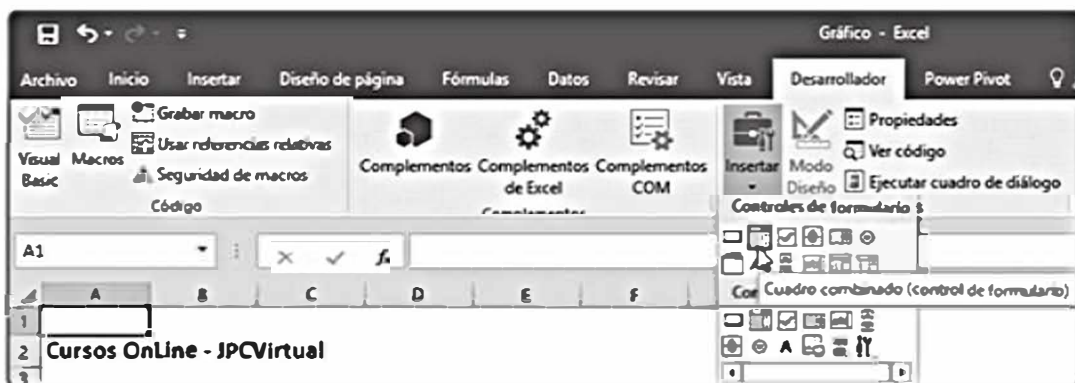 Gráfico - Excel
Archivo Inicio Insertar Diseño de página Fórmulas Datos Revisar Vista Desarrollador Power Pivot
Visual Basic
Macros
Grabar macro
Usar referencias relativas
Seguridad de macros
Código
Complementos
Complementos de Excel
Complementos COM
Complementos
Insertar
Modo Diseño
Propiedades
Ver código
Ejecutar cuadro de diálogo
Controles de formulario s
A1
Cuadro combinado (control de formulario)
Con
A B C D E F
1
2 Cursos OnLine - JPCVirtual
3